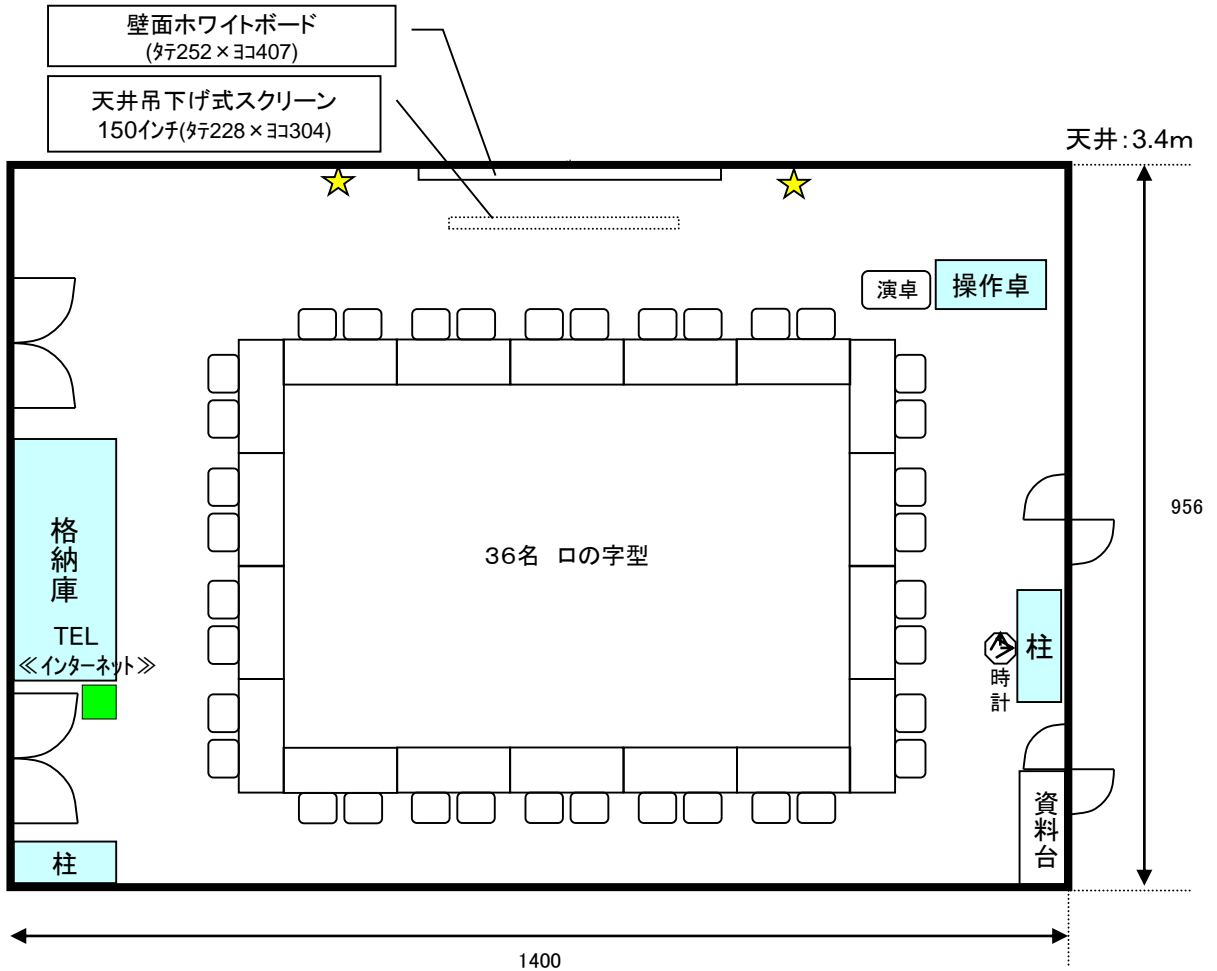 壁面ホワイトボード
(ﾀﾃ252×ﾖｺ407)
天井吊下げ式スクリーン
150ｲﾝﾁ(ﾀﾃ228×ﾖｺ304)
天井：3.4m
演卓
操作卓
956
格納庫
36名 ロの字型
TEL
≪ｲﾝﾀｰﾈｯﾄ≫
柱
時計
資料台
柱
1400